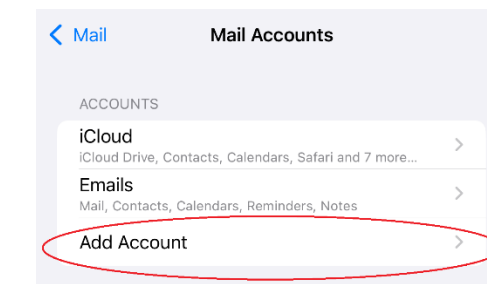 Mail Mail Accounts
ACCOUNTS
iCloud
iCloud Drive, Contacts, Calendars, Safari and 7 more...
Emails
Mail, Contacts, Calendars, Reminders, Notes
Add Account